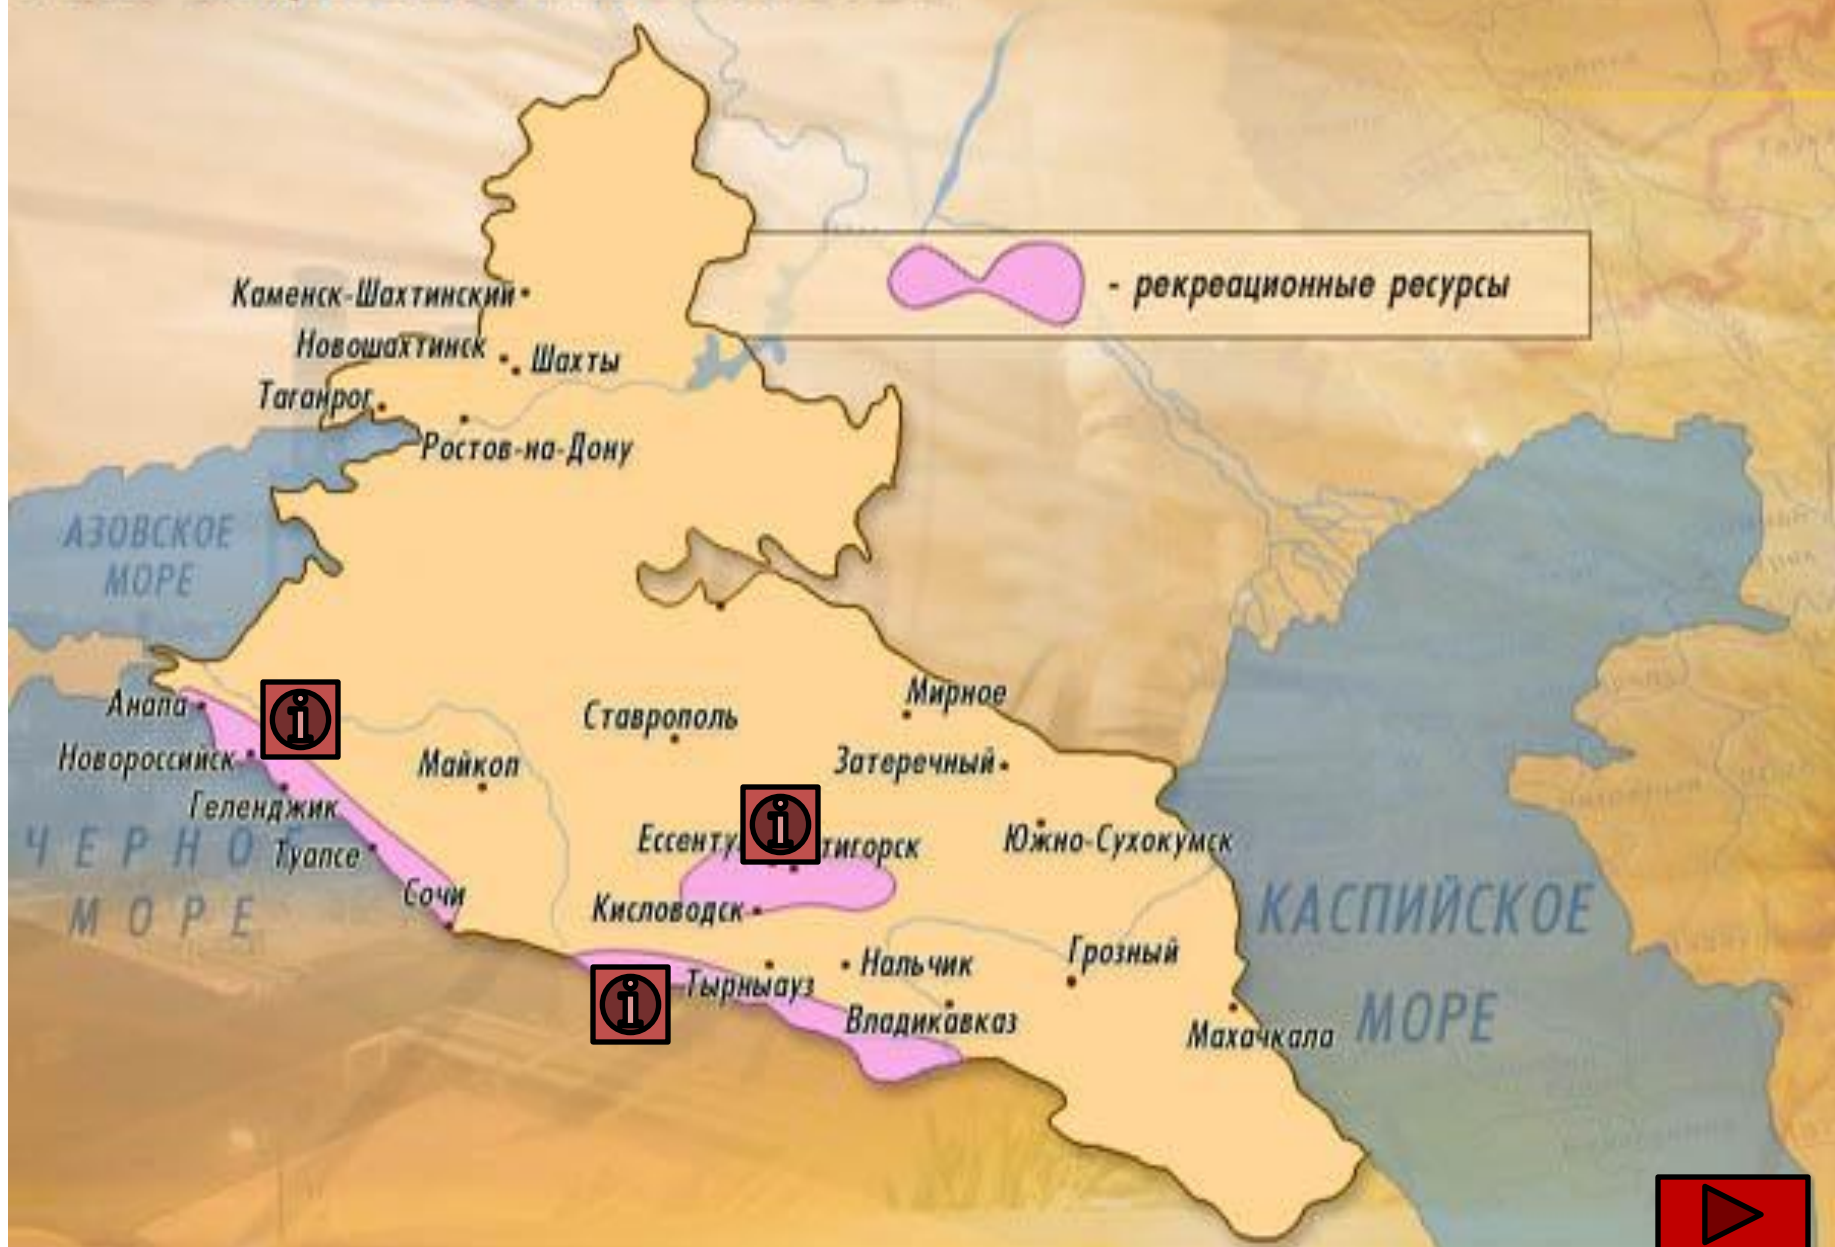 - рекреационные ресурсы
Каменск-Шахтинский
Новошахтинск
Шахты
Таганрог
Ростов-на-Дону
АЗОВСКОЕ
МОРЕ
Анапа
Новороссийск
Геленджик
Туапсе
Сочи
ЧЕРНОЕ
МОРЕ
Майкоп
Ставрополь
Мирное
Затеречный
Южно-Сухокумск
Ессенту
тигорск
Кисловодск
Нальчик
Тырныауз
Владикавказ
Грозный
Махачкала
КАСПИЙСКОЕ
МОРЕ